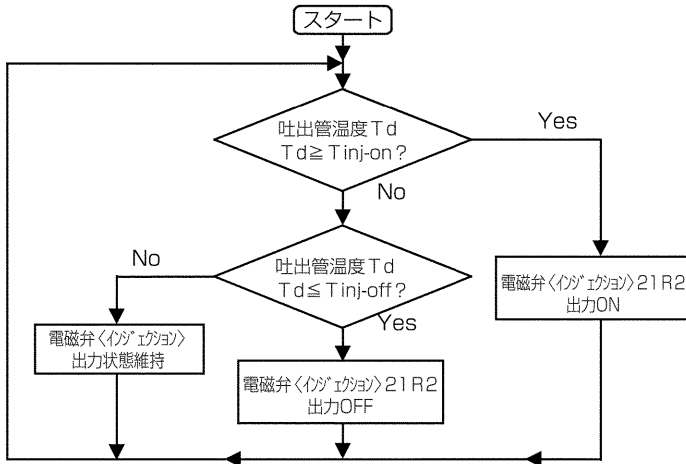 スタート
吐出管温度Td
Td≧Tinj-on？
Yes
No
吐出管温度Td
Td≦Tinj-off？
No
Yes
電磁弁〈インジェクション〉21R2
出力ON
電磁弁〈インジェクション〉
出力状態維持
電磁弁〈インジェクション〉21R2
出力OFF